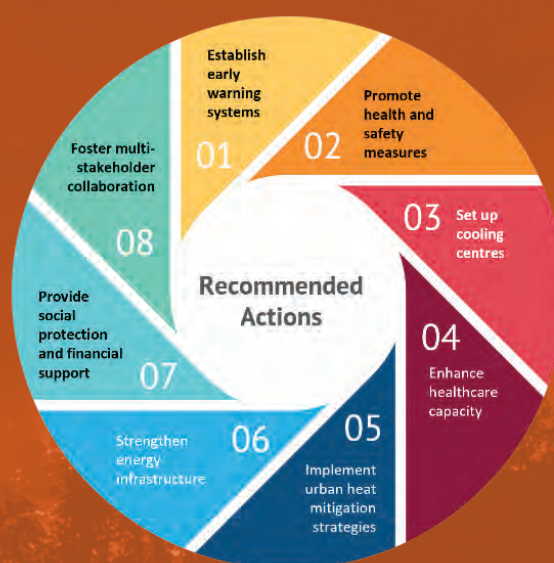 Recommended
Actions
Establish
early
warning
systems
01
Promote
health and
safety
measures
02
03
Set up
cooling
centres
04
Enhance
healthcare
capacity
05
Implement
urban heat
mitigation
strategies
06
Strengthen
energy
infrastructure
Provide
social
protection
and financial
support
07
Foster multi-
stakeholder
collaboration
08